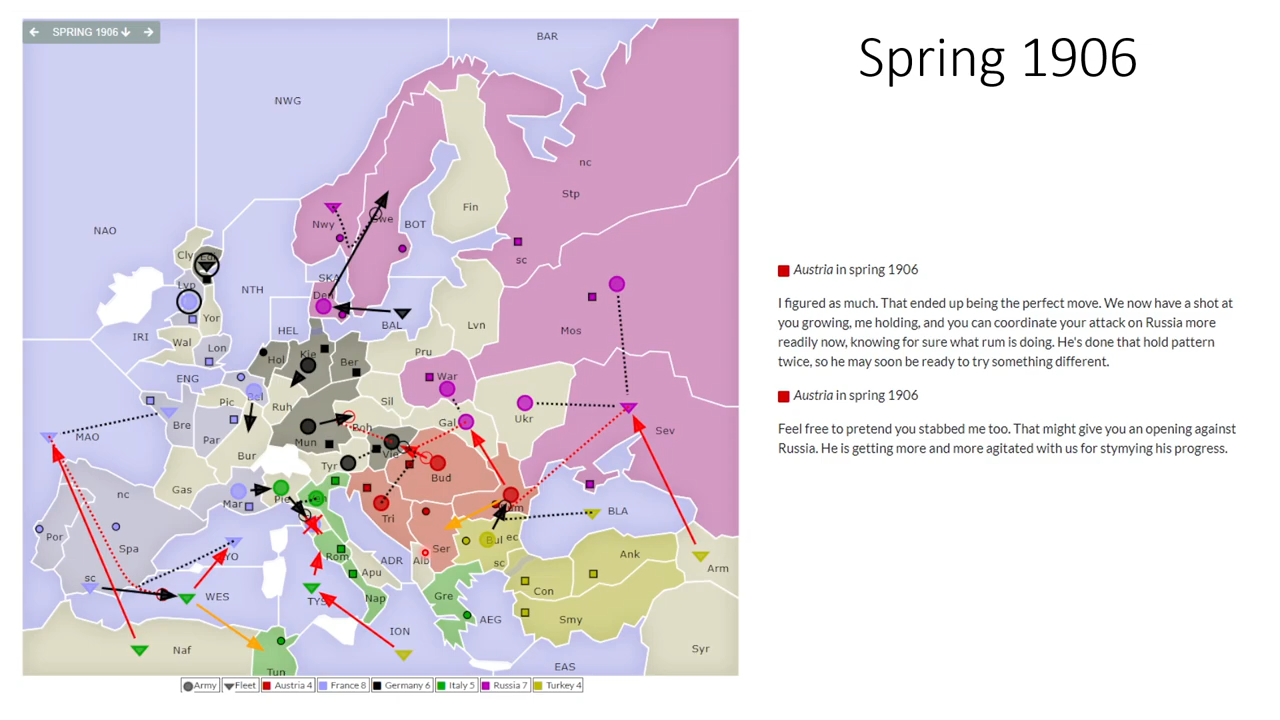 SPRING 1906
Spring 1906
BAR
NWG
nc
Stp
NAO
Fin
Nwy
Swe
BOT
Cly
sc
SKA
Den
NTH
Lvp
Mos
Lvn
IRI
Yor
HEL
BAL
Wal
Pru
Lon
Hol
Kie
Ber
War
ENG
Sil
Ukr
Pic
Bel
Ruh
Gal
MAO
Bre
Boh
Sev
Par
Mun
Bur
Vie
Tyr
Bud
Gas
nc
Mar
Pie
Tri
Rum
BLA
Por
Spa
Bul
ec
Ser
Ank
Rom
ADR
Alb
Arm
sc
Apu
sc
Con
WES
TYS
Nap
Gre
AEG
Smy
ION
Naf
Syr
Tun
EAS
Army
Fleet
Austria 4
France 8
Germany 6
Italy 5
Russia 7
Turkey 4
Austria in spring 1906
I figured as much. That ended up being the perfect move. We now have a shot at
you growing, me holding, and you can coordinate your attack on Russia more
readily now, knowing for sure what rum is doing. He's done that hold pattern
twice, so he may soon be ready to try something different.
Austria in spring 1906
Feel free to pretend you stabbed me too. That might give you an opening against
Russia. He is getting more and more agitated with us for stymying his progress.